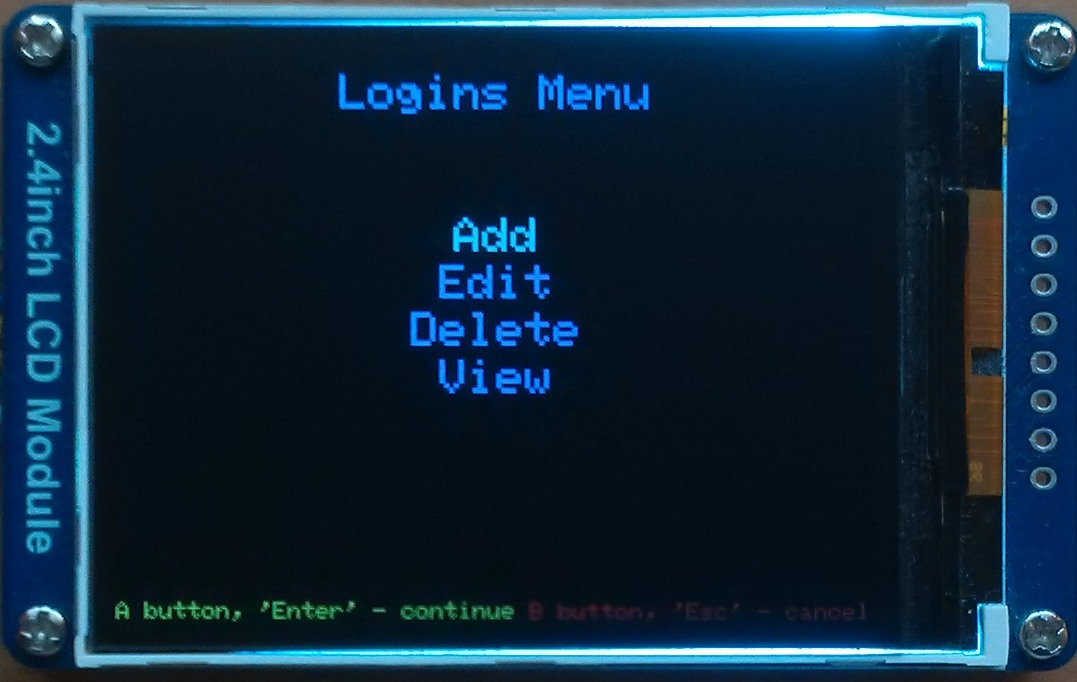 Logins Menu
Add
Edit
Delete
View
A button, 'Enter' - continue B button, 'Esc' - cancel
2.4inch LCD Module